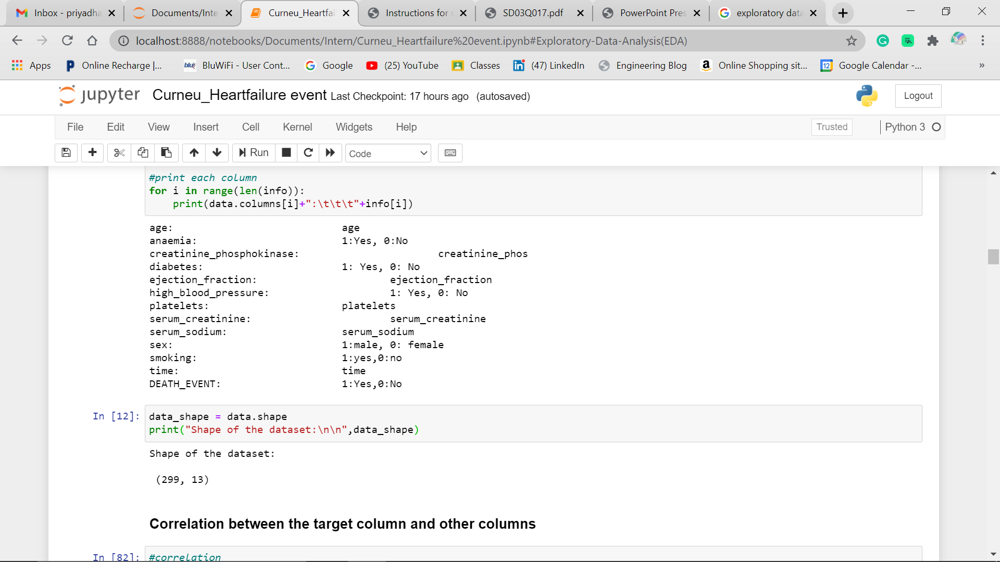 Inbox - priyadha
Documents/Inte
Curneu_Heartfai
Instructions for s
SD03Q017.pdf
PowerPoint Pres
exploratory data
localhost:8888/notebooks/Documents/Intern/Curneu_Heartfailure%20event.ipynb#Exploratory-Data-Analysis(EDA)
Apps
Online Recharge |...
blu
BluWiFi - User Cont...
Google
(25) YouTube
Classes
(47) LinkedIn
Engineering Blog
Online Shopping sit...
12
Google Calendar -...
»
jupyter Curneu_Heartfailure event Last Checkpoint: 17 hours ago (autosaved)
Logout
File Edit View Insert Cell Kernel Widgets Help
Trusted
Python 3
Run
Code
#print each column
for i in range(len(info)):
    print(data.columns[i]+":\t\t\t"+info[i])
age: age
anaemia: 1:Yes, 0:No
creatinine_phosphokinase: creatinine_phos
diabetes: 1: Yes, 0: No
ejection_fraction: ejection_fraction
high_blood_pressure: 1: Yes, 0: No
platelets: platelets
serum_creatinine: serum_creatinine
serum_sodium: serum_sodium
sex: 1:male, 0: female
smoking: 1:yes,0:no
time: time
DEATH_EVENT: 1:Yes,0:No
In [12]: data_shape = data.shape
print("Shape of the dataset:\n\n",data_shape)
Shape of the dataset:
(299, 13)
Correlation between the target column and other columns
In [82]: #correlation